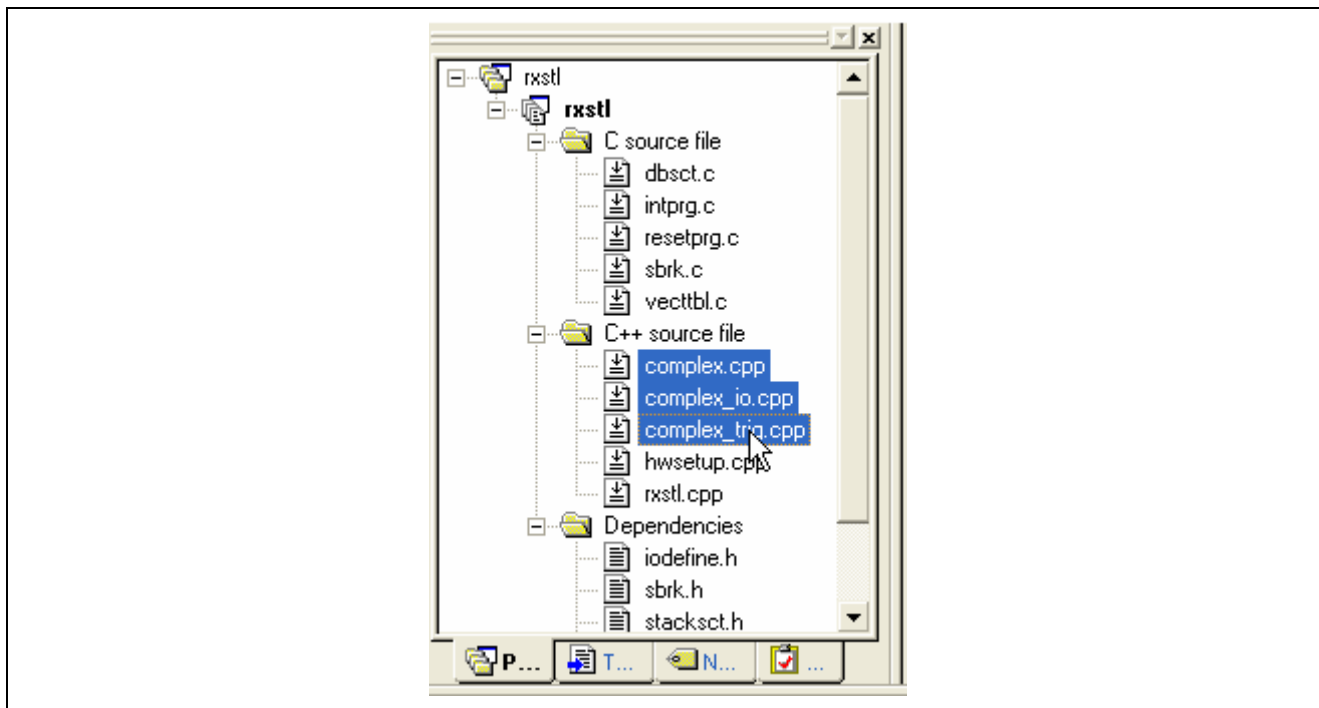 rxstl
rxstl
C source file
dbsct.c
intprg.c
resetprg.c
sbrk.c
vecttbl.c
C++ source file
complex.cpp
complex_io.cpp
complex_trig.cpp
hwsetup.cpp
rxstl.cpp
Dependencies
iodefine.h
sbrk.h
stacksct.h
P... T... N... ...